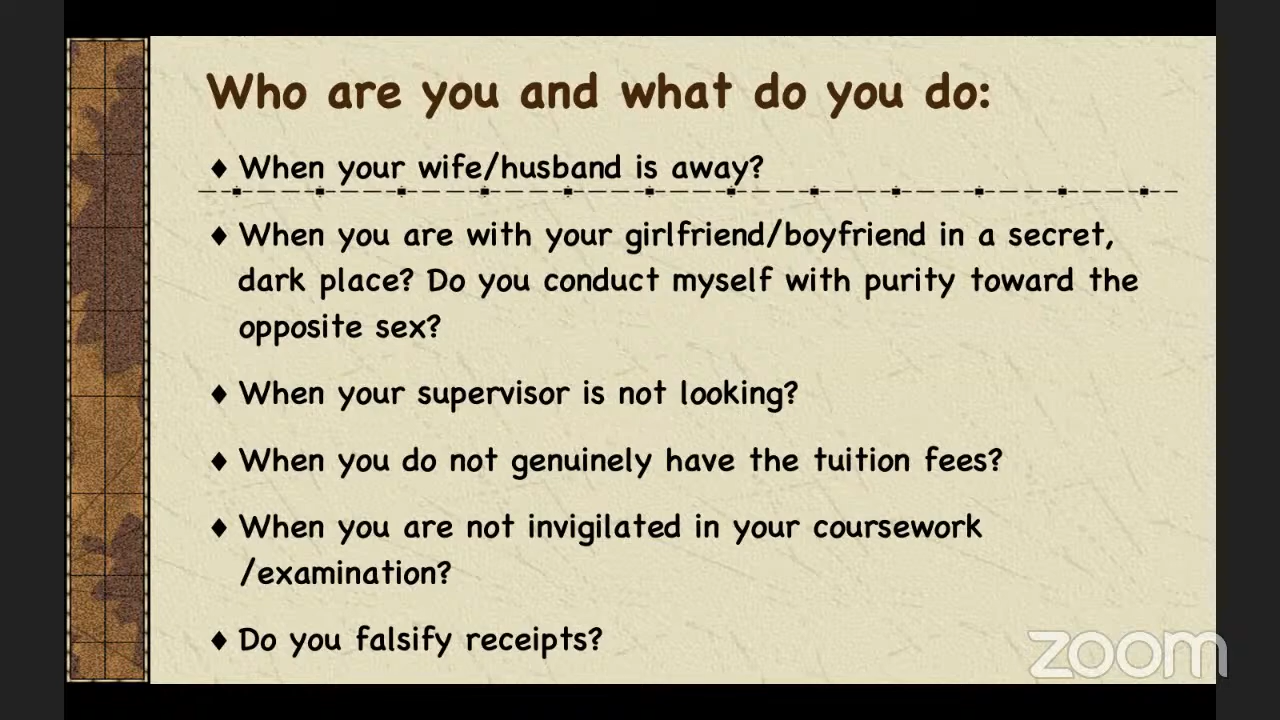 Who are you and what do you do:
♦ When your wife/husband is away?
♦ When you are with your girlfriend/boyfriend in a secret,
dark place? Do you conduct myself with purity toward the
opposite sex?
♦ When your supervisor is not looking?
♦ When you do not genuinely have the tuition fees?
♦ When you are not invigilated in your coursework
/examination?
♦ Do you falsify receipts?
zoom